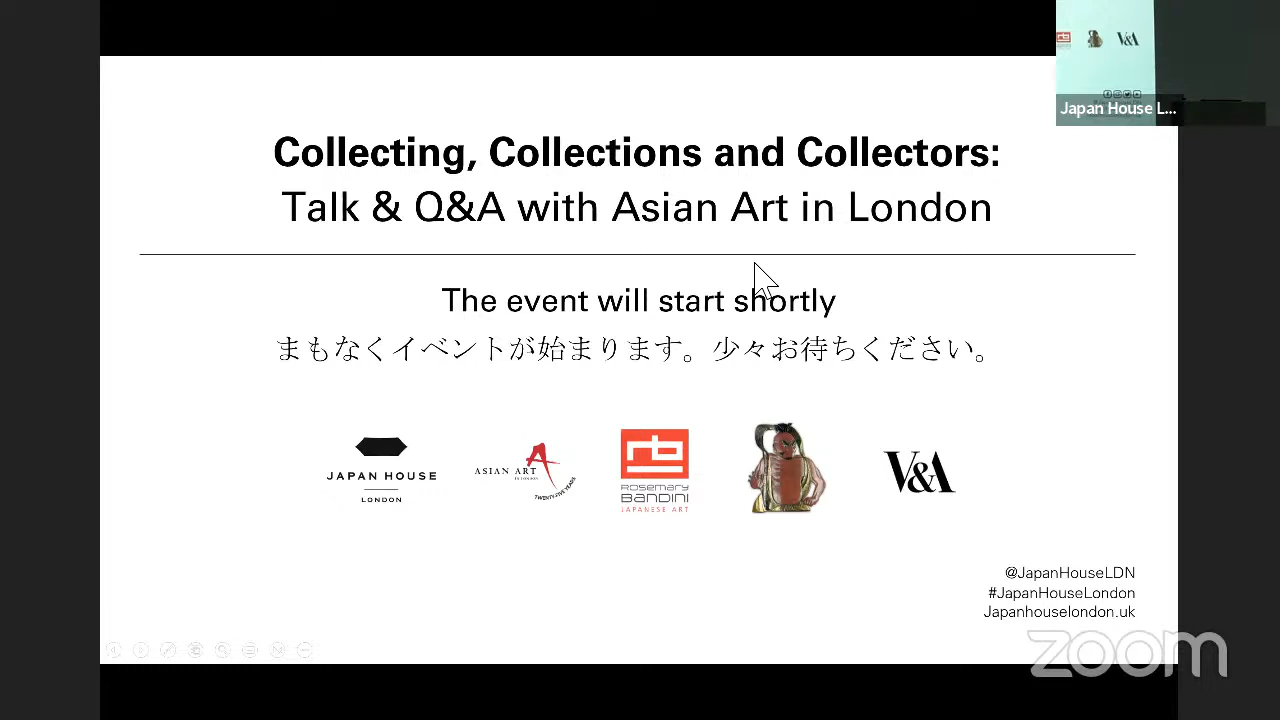 V&A
Japan House L...
Collecting, Collections and Collectors:
Talk & Q&A with Asian Art in London
The event will start shortly
まもなくイベントが始まります。少々お待ちください。
JAPAN HOUSE
LONDON
ASIAN ART
IN LONDON
TWENTY-FIVE YEARS
rb
ROSEMARY
BANDINI
JAPANESE ART
V&A
@JapanHouseLDN
#JapanHouseLondon
Japanhouselondon.uk
zoom